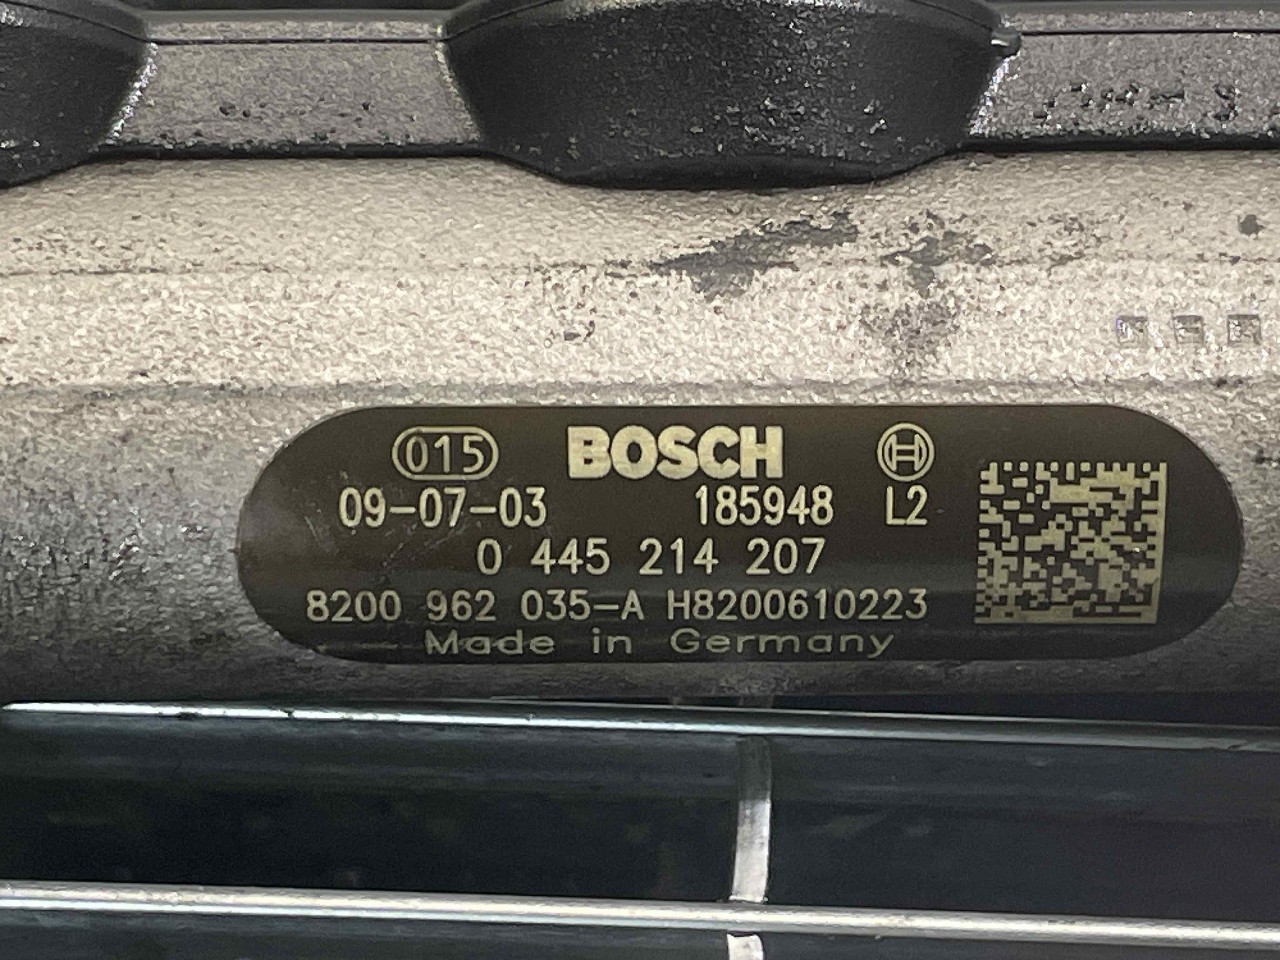 015 BOSCH H
09-07-03 185948 L2
0 445 214 207
8200 962 035-A H8200610223
Made in Germany